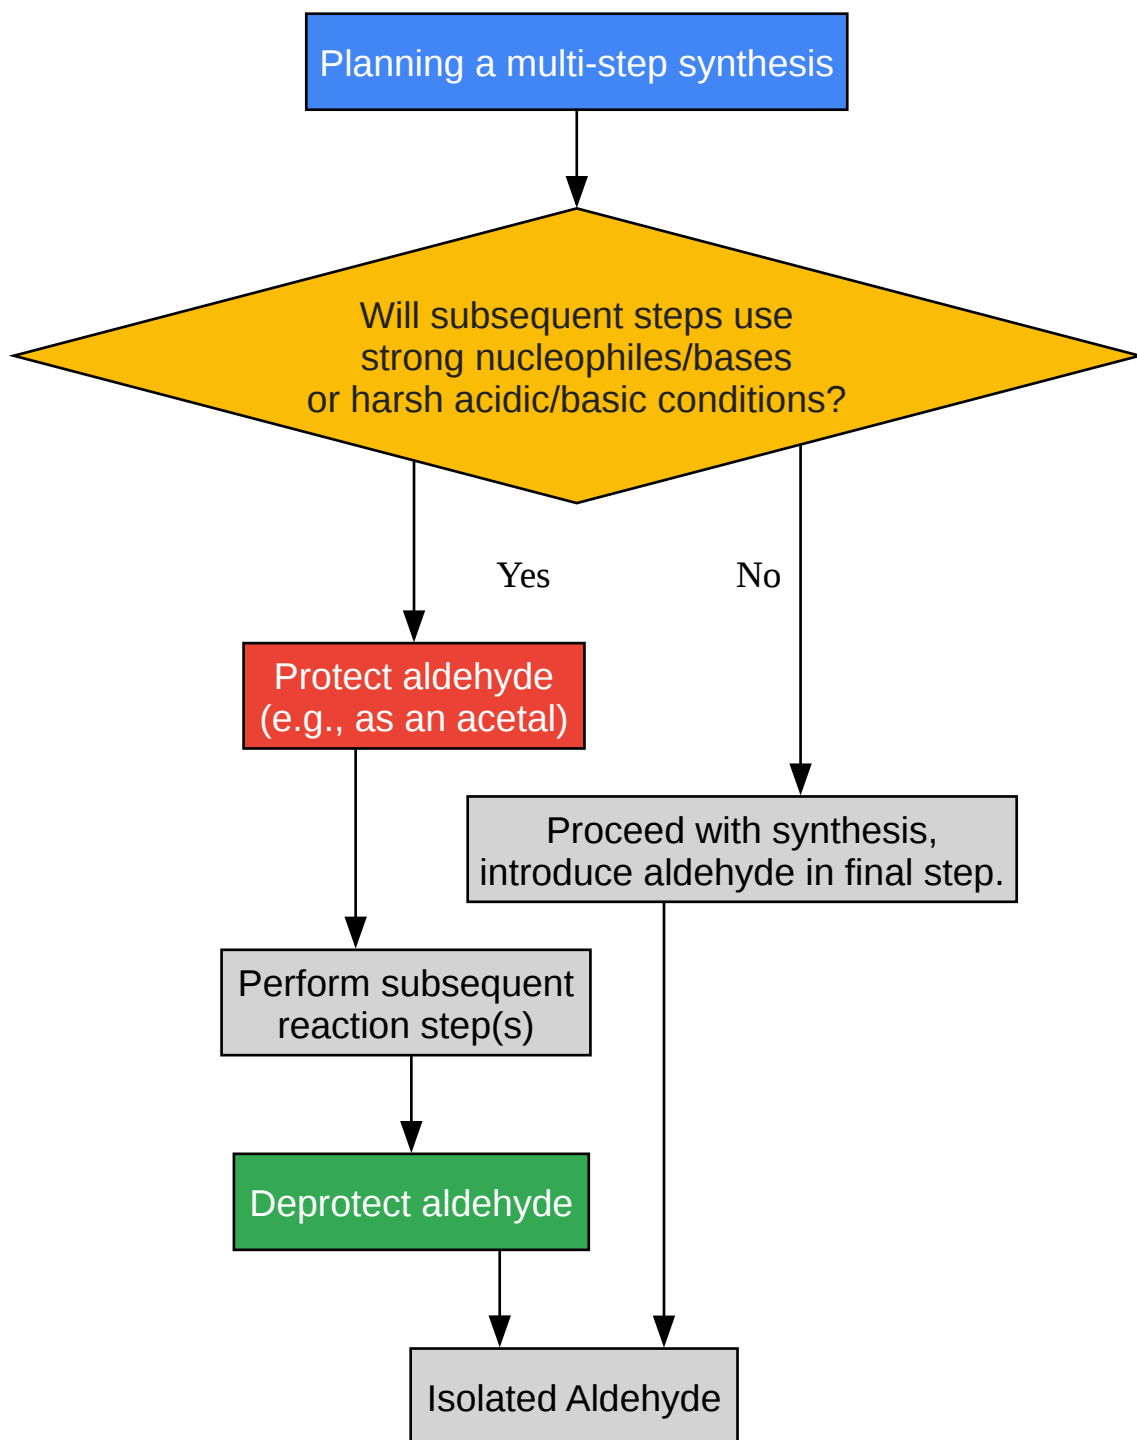 Planning a multi-step synthesis
Will subsequent steps use
strong nucleophiles/bases
or harsh acidic/basic conditions?
Yes
No
Protect aldehyde
(e.g., as an acetal)
Proceed with synthesis,
introduce aldehyde in final step.
Perform subsequent
reaction step(s)
Deprotect aldehyde
Isolated Aldehyde